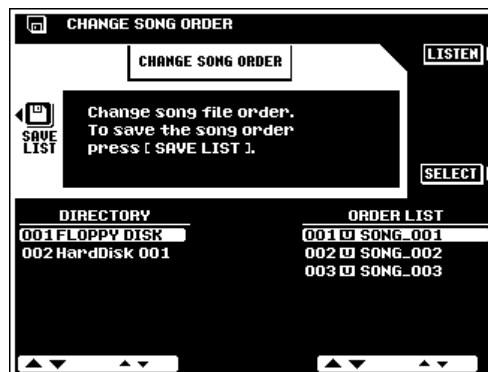 CHANGE SONG ORDER
CHANGE SONG ORDER
LISTEN
Change song file order.
To save the song order
press [ SAVE LIST ].
SAVE
LIST
SELECT
DIRECTORY
001 FLOPPY DISK
002 HardDisk 001
ORDER LIST
001 U SONG_001
002 U SONG_002
003 U SONG_003